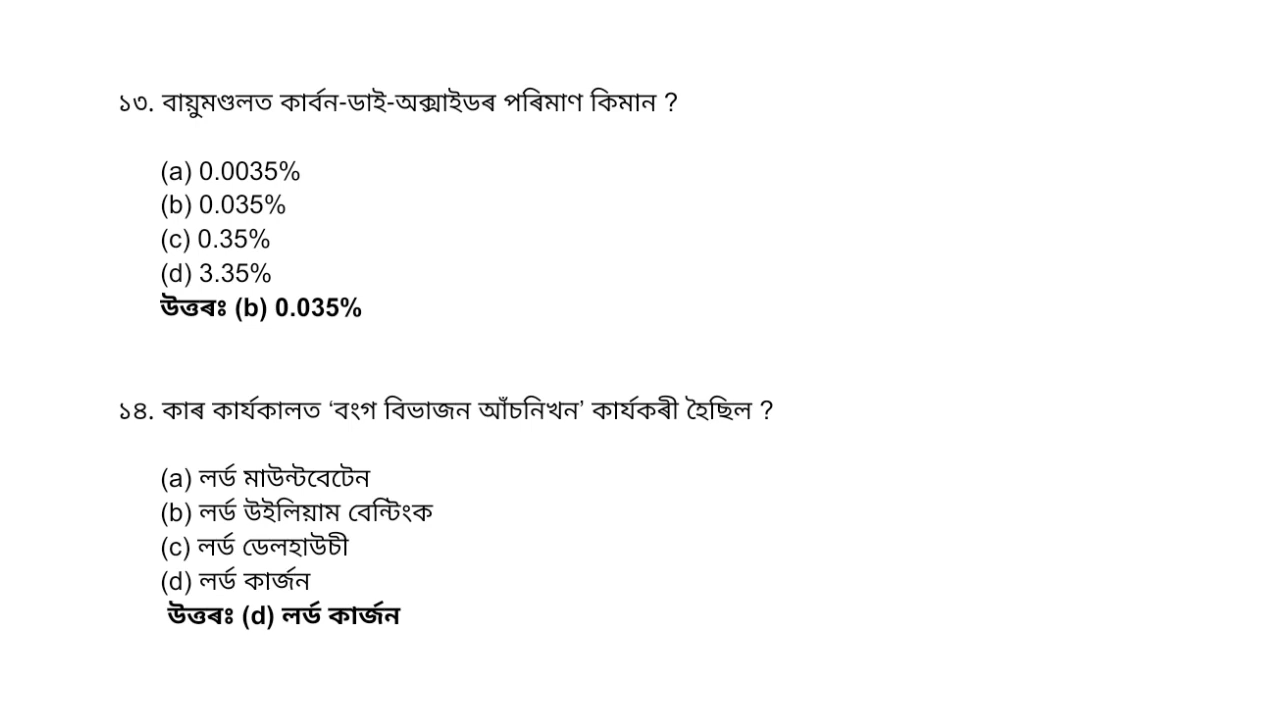 ১৩. বায়ুমণ্ডলত কাৰ্বন-ডাই-অক্সাইডৰ পৰিমাণ কিমান ?
(a) 0.0035%
(b) 0.035%
(c) 0.35%
(d) 3.35%
উত্তৰঃ (b) 0.035%
১৪. কাৰ কাৰ্যকালত ‘বংগ বিভাজন আঁচনিখন’ কাৰ্যকৰী হৈছিল ?
(a) লৰ্ড মাউন্টবেটেন
(b) লৰ্ড উইলিয়াম বেন্টিংক
(c) লৰ্ড ডেলহাউচী
(d) লৰ্ড কাৰ্জন
উত্তৰঃ (d) লৰ্ড কাৰ্জন